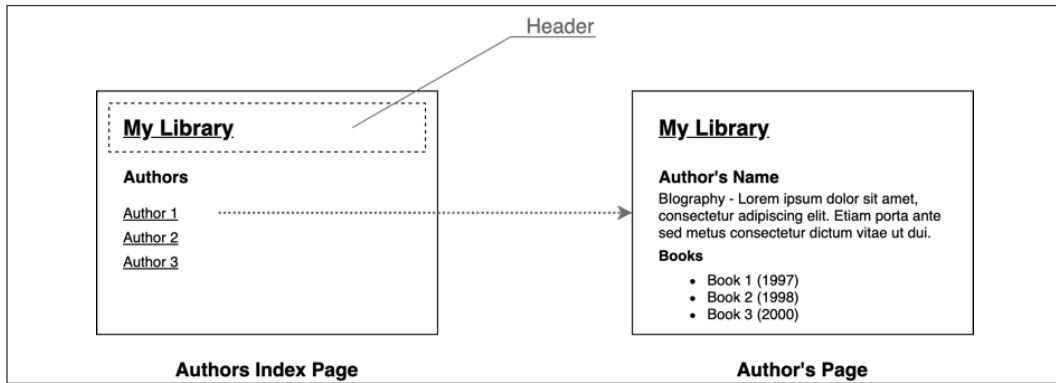 Header
My Library
Authors
Author 1
Author 2
Author 3
Authors Index Page
My Library
Author's Name
BIography - Lorem ipsum dolor sit amet,
consectetur adipiscing elit. Etiam porta ante
sed metus consectetur dictum vitae ut dui.
Books
• Book 1 (1997)
• Book 2 (1998)
• Book 3 (2000)
Author's Page